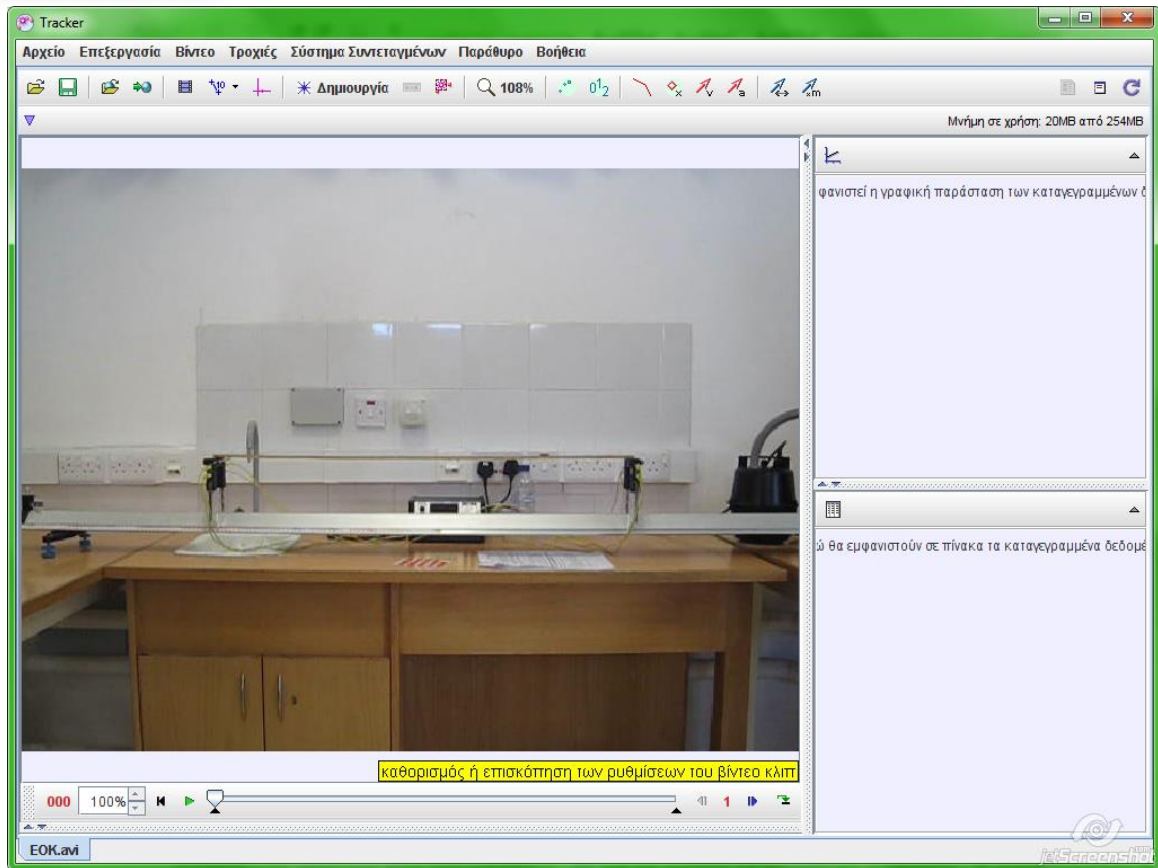 Tracker
Αρχείο Επεξεργασία Βίντεο Τροχιές Σύστημα Συντεταγμένων Παράθυρο Βοήθεια
Δημιουργία 108%
Μνήμη σε χρήση: 20MB από 254MB
φανιστεί η γραφική παράσταση των καταγεγραμμένων δ
ώ θα εμφανιστούν σε πίνακα τα καταγεγραμμένα δεδομέ
καθορισμός ή επισκόπηση των ρυθμίσεων του βίντεο κλιπ
000 100% 1
EOK.avi
jetScreenshot